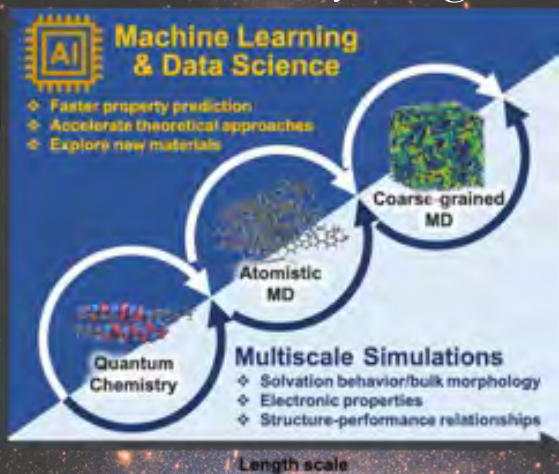 AI
Machine Learning
& Data Science
❖ Faster property prediction
❖ Accelerate theoretical approaches
❖ Explore new materials
Coarse-grained
MD
Atomistic
MD
Quantum
Chemistry
Multiscale Simulations
❖ Solvation behavior/bulk morphology
❖ Electronic properties
❖ Structure-performance relationships
Length scale